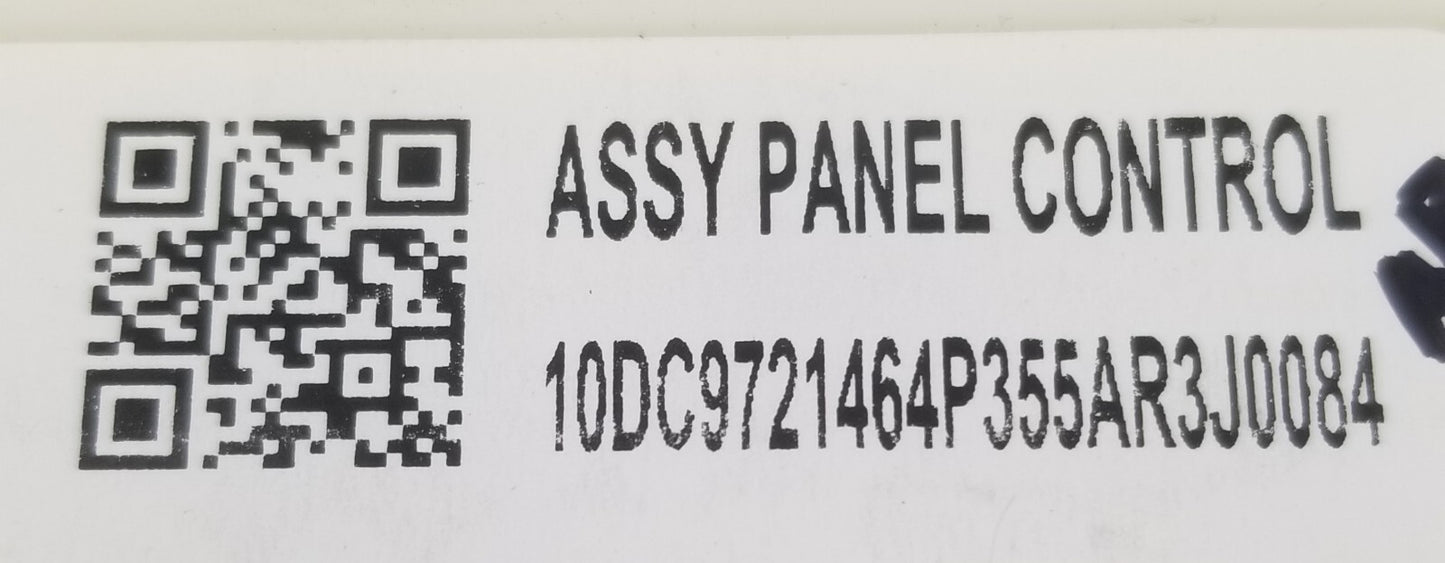 ASSY PANEL CONTROL
10DC9721464P355AR3J0084